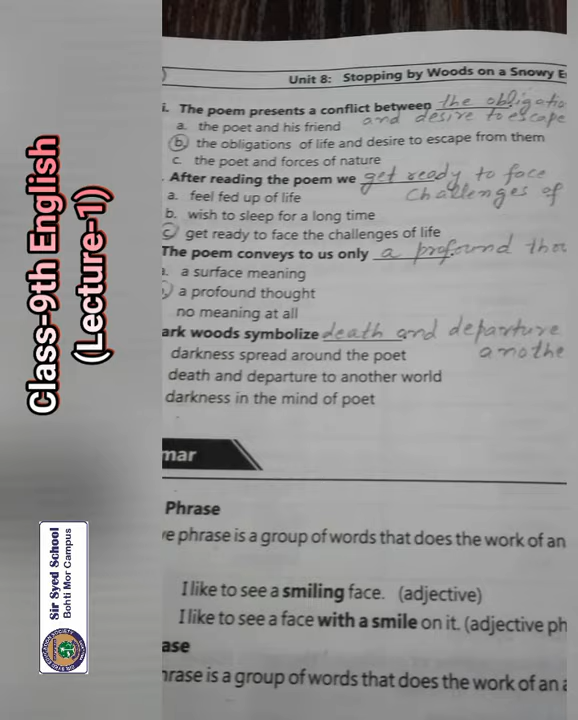 Class-9th English
(Lecture-1)
Sir Syed School
Bohti Mor Campus
Unit 8: Stopping by Woods on a Snowy E
i. The poem presents a conflict between the obligatio
and desire to escape
a. the poet and his friend
b. the obligations of life and desire to escape from them
c. the poet and forces of nature
. After reading the poem we get ready to face
challenges of
a. feel fed up of life
b. wish to sleep for a long time
c. get ready to face the challenges of life
The poem conveys to us only a profound thou
a surface meaning
a profound thought
no meaning at all
ark woods symbolize death and departure
anothe
darkness spread around the poet
death and departure to another world
darkness in the mind of poet
mar
Phrase
ve phrase is a group of words that does the work of an
I like to see a smiling face. (adjective)
I like to see a face with a smile on it. (adjective ph
ase
hrase is a group of words that does the work of an a